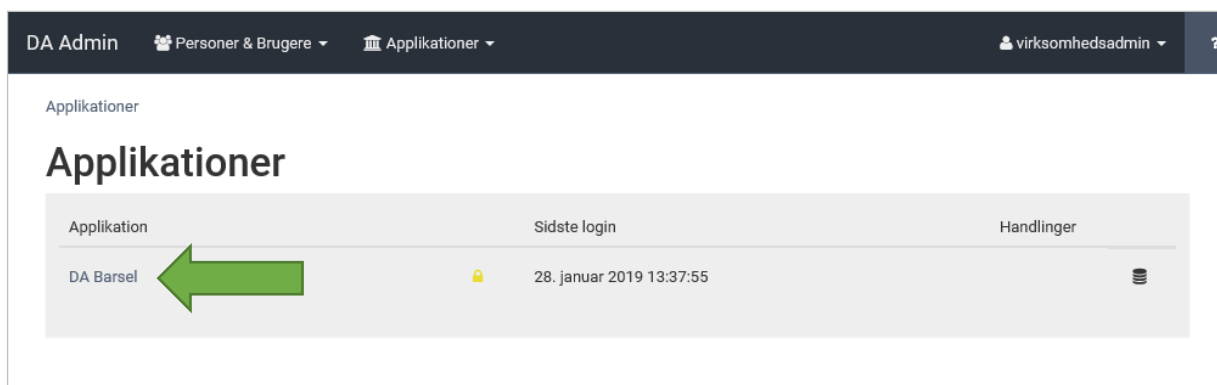 DA Admin Personer & Brugere Applikationer virksomhedsadmin ?
Applikationer
Applikationer
Applikation Sidste login Handlinger
DA Barsel 28. januar 2019 13:37:55